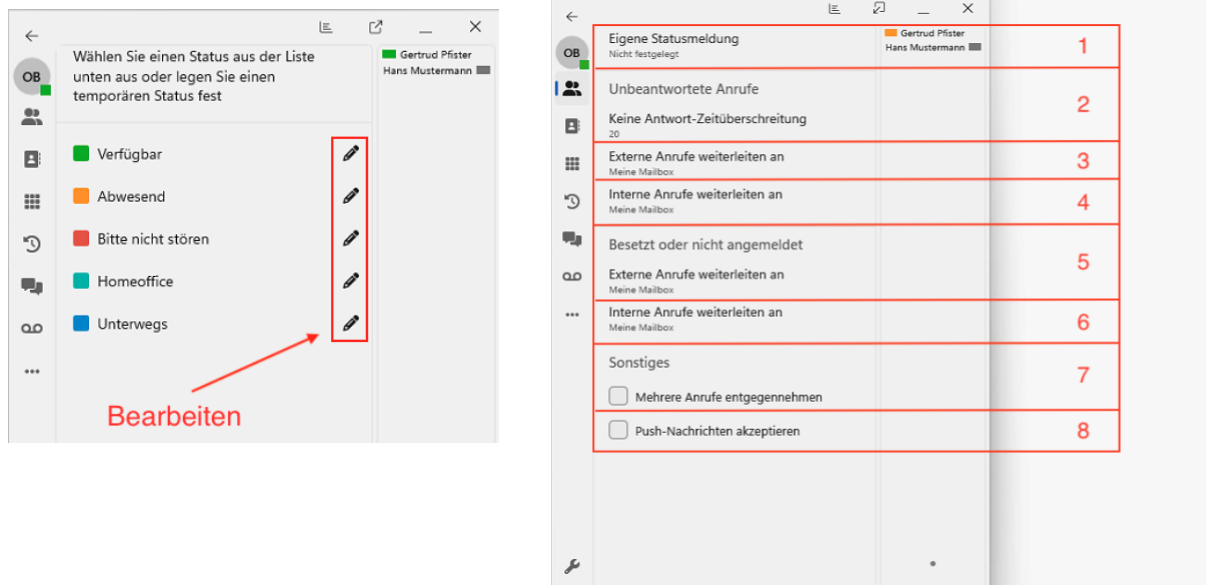 Wählen Sie einen Status aus der Liste
unten aus oder legen Sie einen
temporären Status fest
Gertrud Pfister
Hans Mustermann
OB
Verfügbar
Abwesend
Bitte nicht stören
Homeoffice
Unterwegs
Bearbeiten
OB
Eigene Statusmeldung
Nicht festgelegt
Gertrud Pfister
Hans Mustermann
1
Unbeantwortete Anrufe
Keine Antwort-Zeitüberschreitung
20
2
Externe Anrufe weiterleiten an
Meine Mailbox
3
Interne Anrufe weiterleiten an
Meine Mailbox
4
Besetzt oder nicht angemeldet
Externe Anrufe weiterleiten an
Meine Mailbox
5
Interne Anrufe weiterleiten an
Meine Mailbox
6
Sonstiges
Mehrere Anrufe entgegennehmen
7
Push-Nachrichten akzeptieren
8